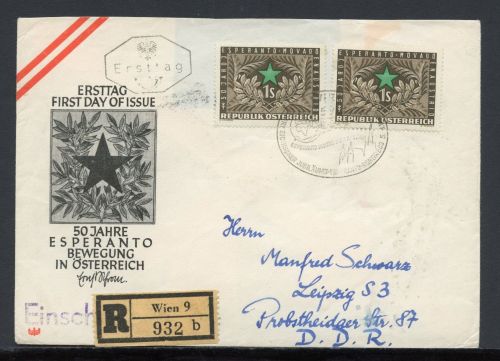 Ersttag
ERSTTAG
FIRST DAY OF ISSUE
50 JAHRE
ESPERANTO
BEWEGUNG
IN ÖSTERREICH
Einsch
R
Wien 9
932 b
ESPERANTO-MOVADO
1S
REPUBLIK ÖSTERREICH
ESPERANTO-MOVADO
1S
REPUBLIK ÖSTERREICH
Herrn
Manfred Schwarz
Leipzig S 3
Probstheidaer Str. 87
D. D. R.